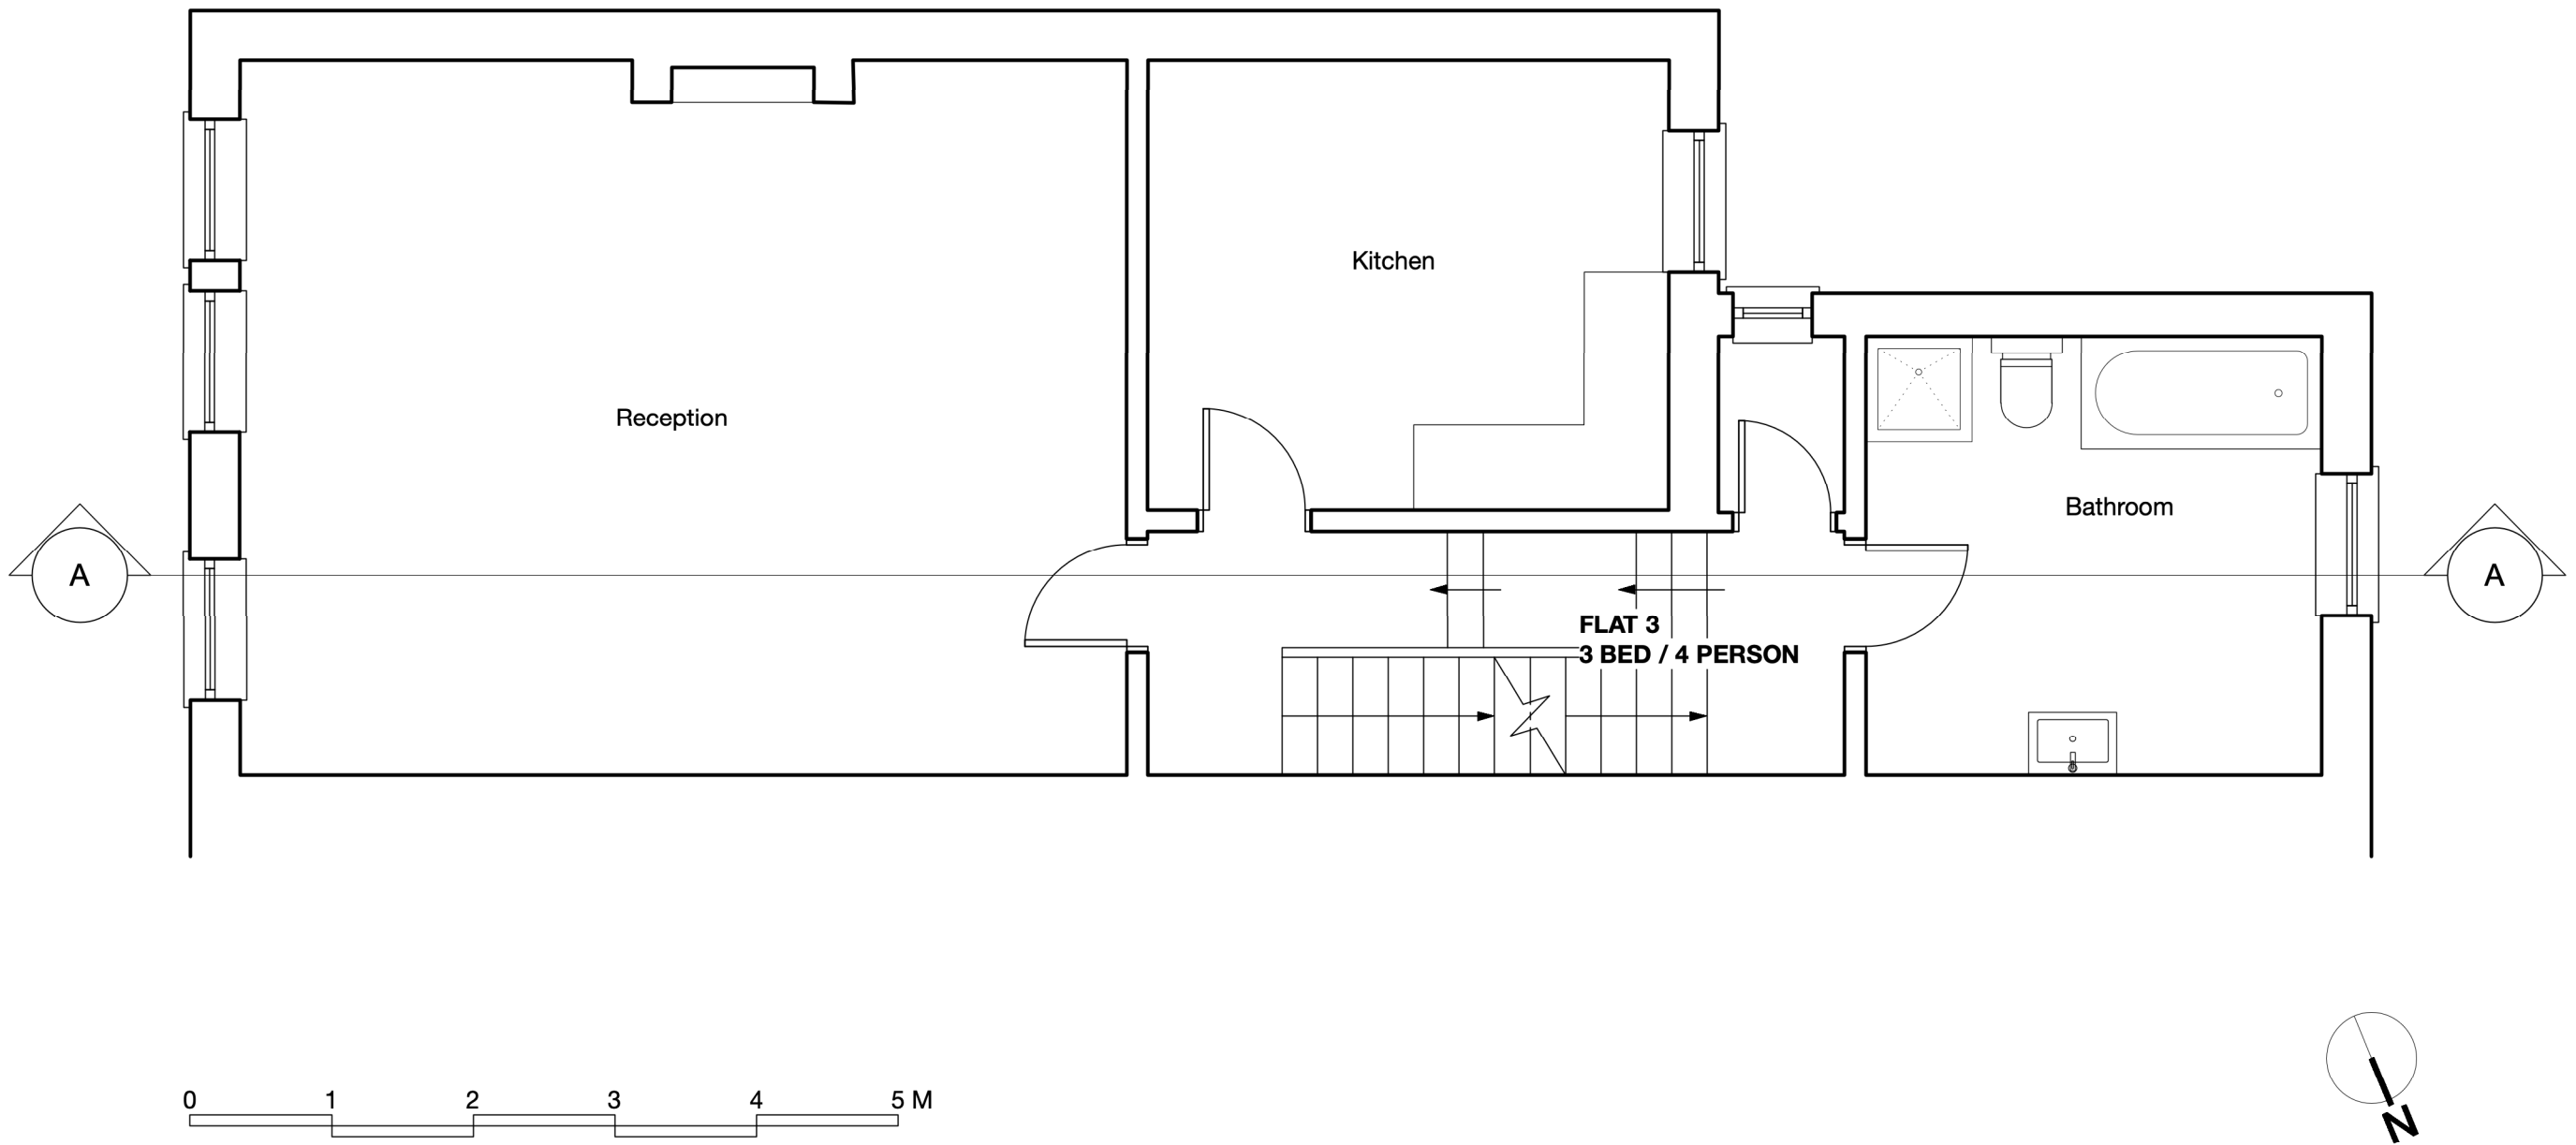 Kitchen
Reception
Bathroom
A
A
FLAT 3
3 BED / 4 PERSON
0 1 2 3 4 5 M
N